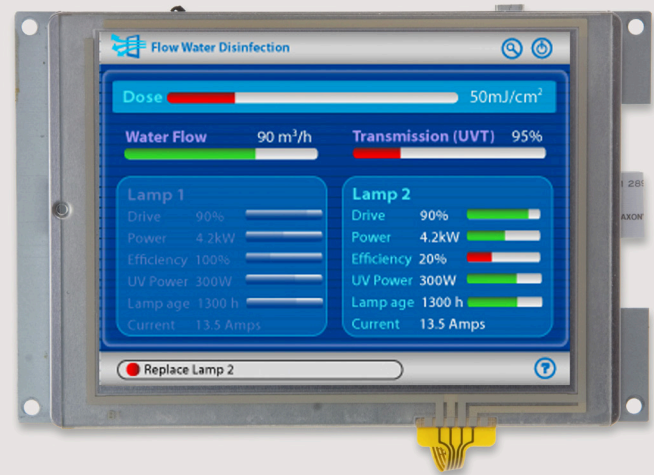 Flow Water Disinfection
Dose 50mJ/cm²
Water Flow 90 m³/h Transmission (UVT) 95%
Lamp 1
Drive 90%
Power 4.2kW
Efficiency 100%
UV Power 300W
Lamp age 1300 h
Current 13.5 Amps
Lamp 2
Drive 90%
Power 4.2kW
Efficiency 20%
UV Power 300W
Lamp age 1300 h
Current 13.5 Amps
Replace Lamp 2
?